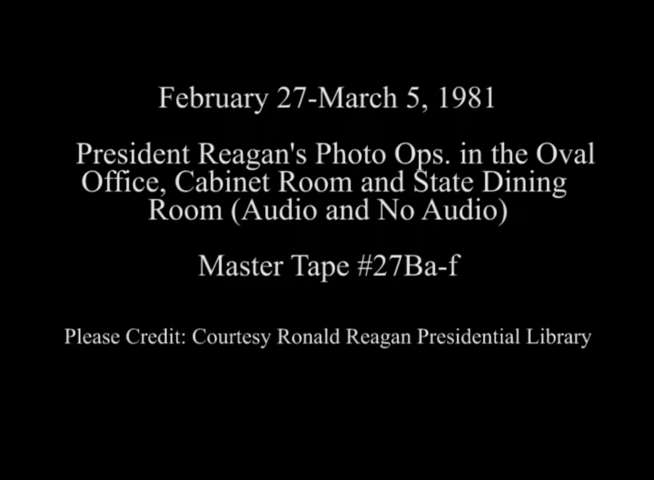 February 27-March 5, 1981
President Reagan's Photo Ops. in the Oval
Office, Cabinet Room and State Dining
Room (Audio and No Audio)
Master Tape #27Ba-f
Please Credit: Courtesy Ronald Reagan Presidential Library